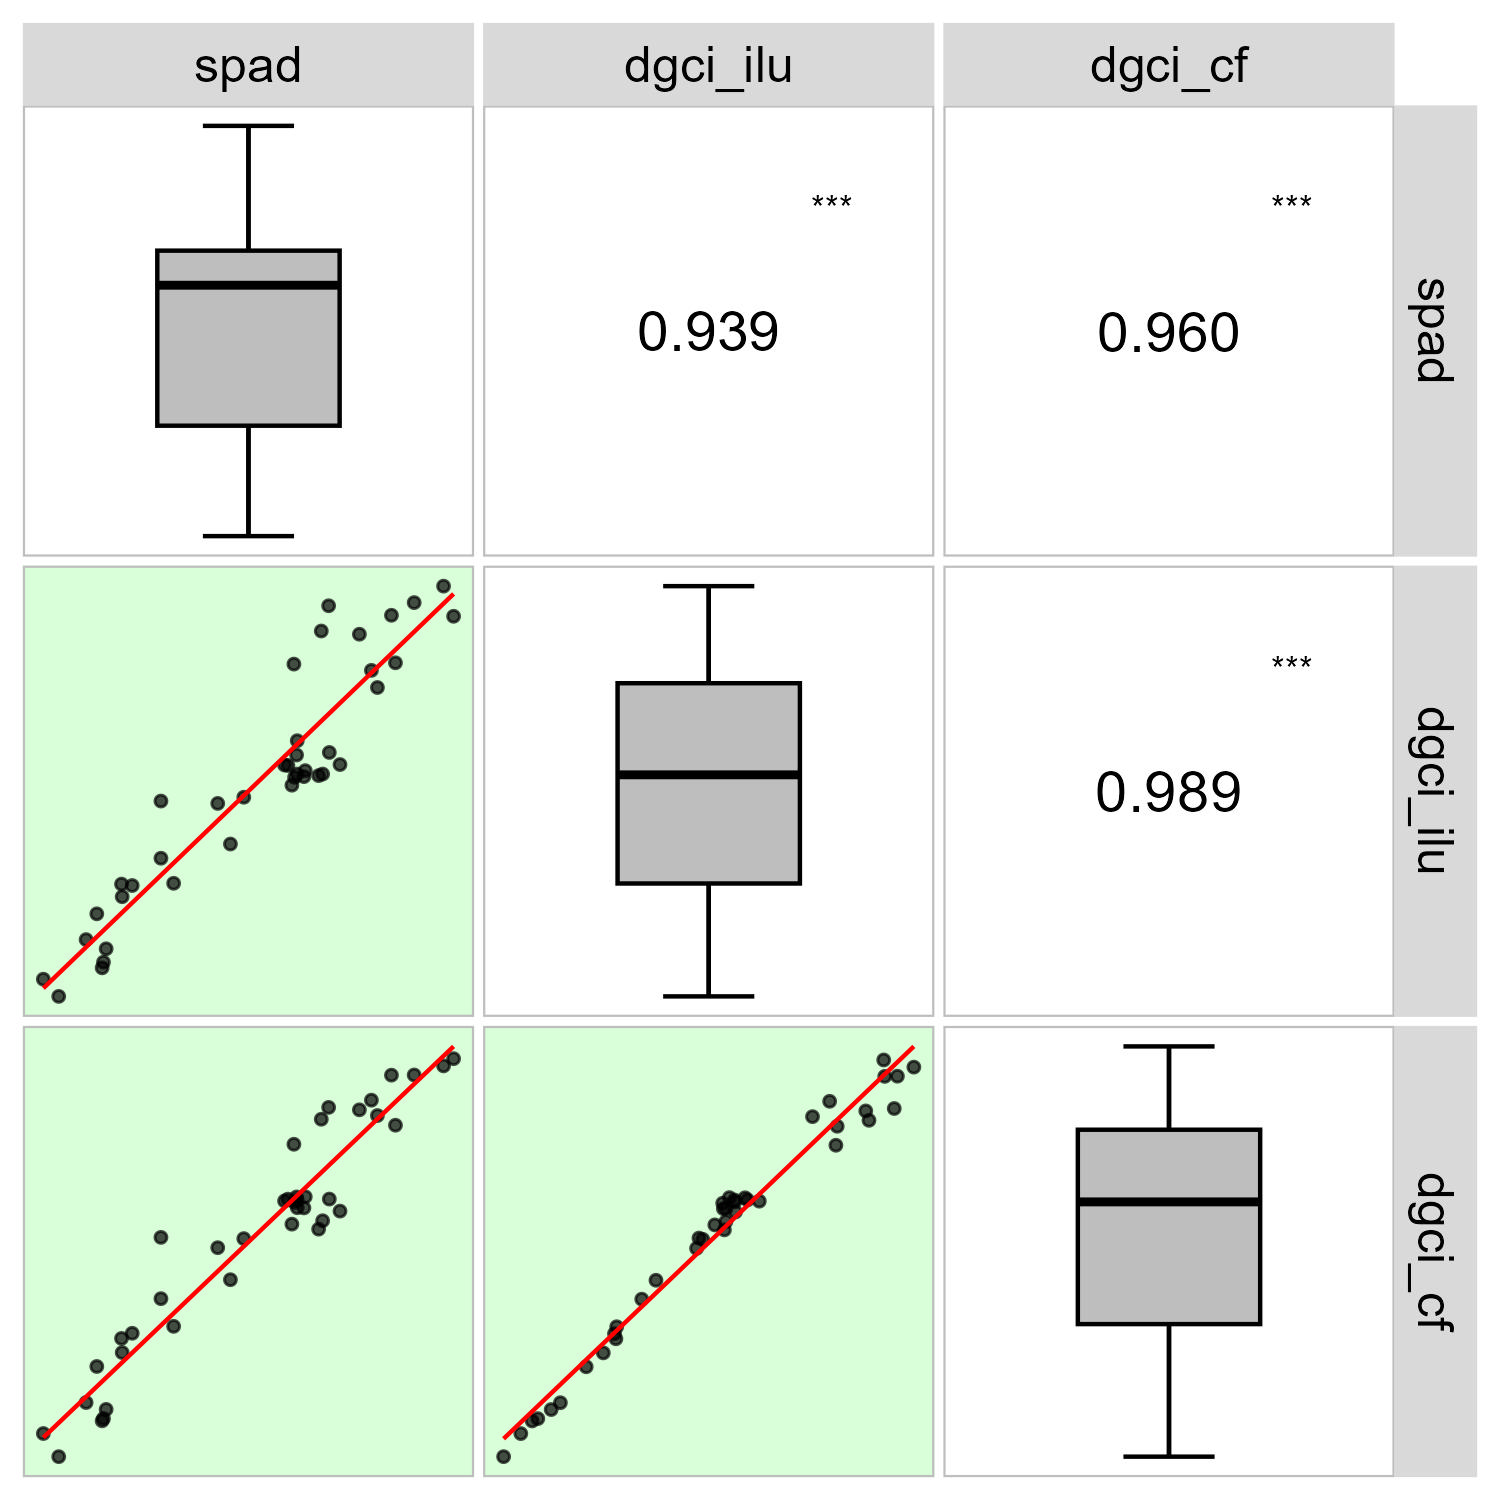 spad
dgci_ilu
dgci_cf
***
***
0.939
0.960
spad
***
0.989
dgci_ilu
dgci_cf